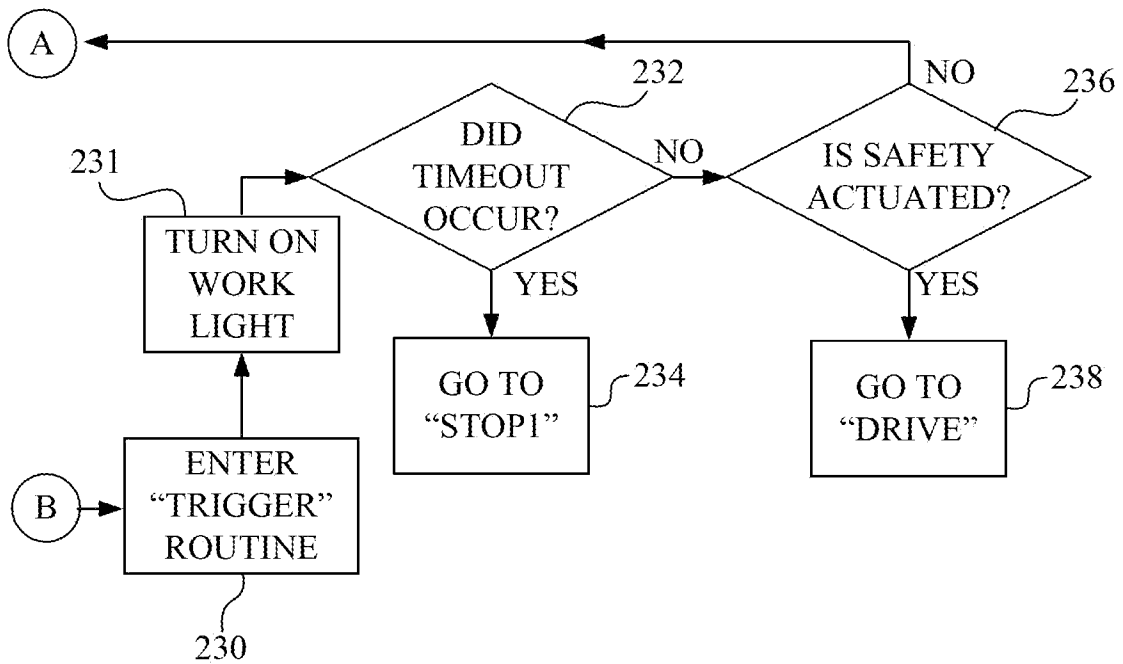 A
NO
232
236
DID
TIMEOUT
OCCUR?
NO
IS SAFETY
ACTUATED?
231
TURN ON
WORK
LIGHT
YES
YES
GO TO
“STOP1”
234
GO TO
“DRIVE”
238
B
ENTER
“TRIGGER”
ROUTINE
230